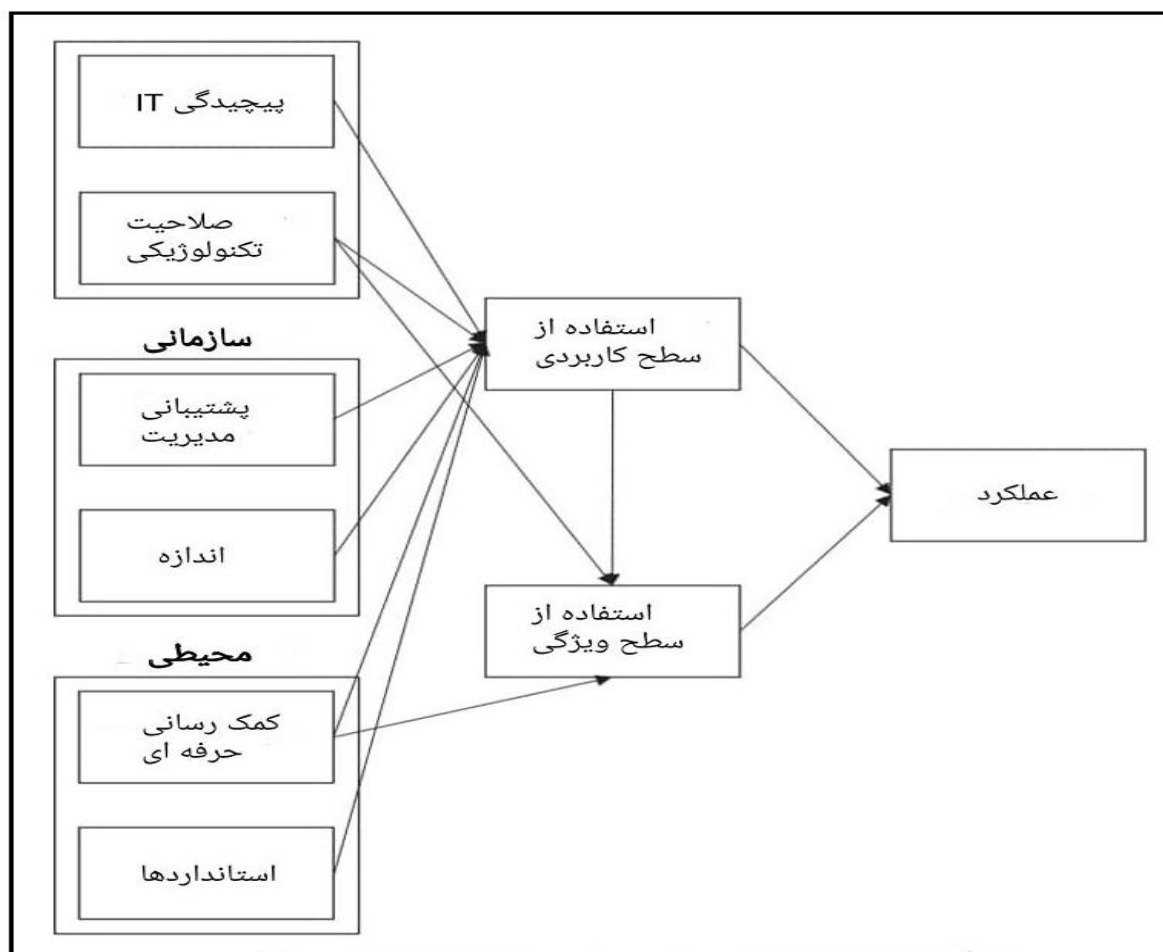 پیچیدگی IT
صلاحیت
تکنولوژیکی
سازمانی
پشتیبانی
مدیریت
اندازه
محیطی
کمک رسانی
حرفه ای
استانداردها
استفاده از
سطح کاربردی
استفاده از
سطح ویژگی
عملکرد